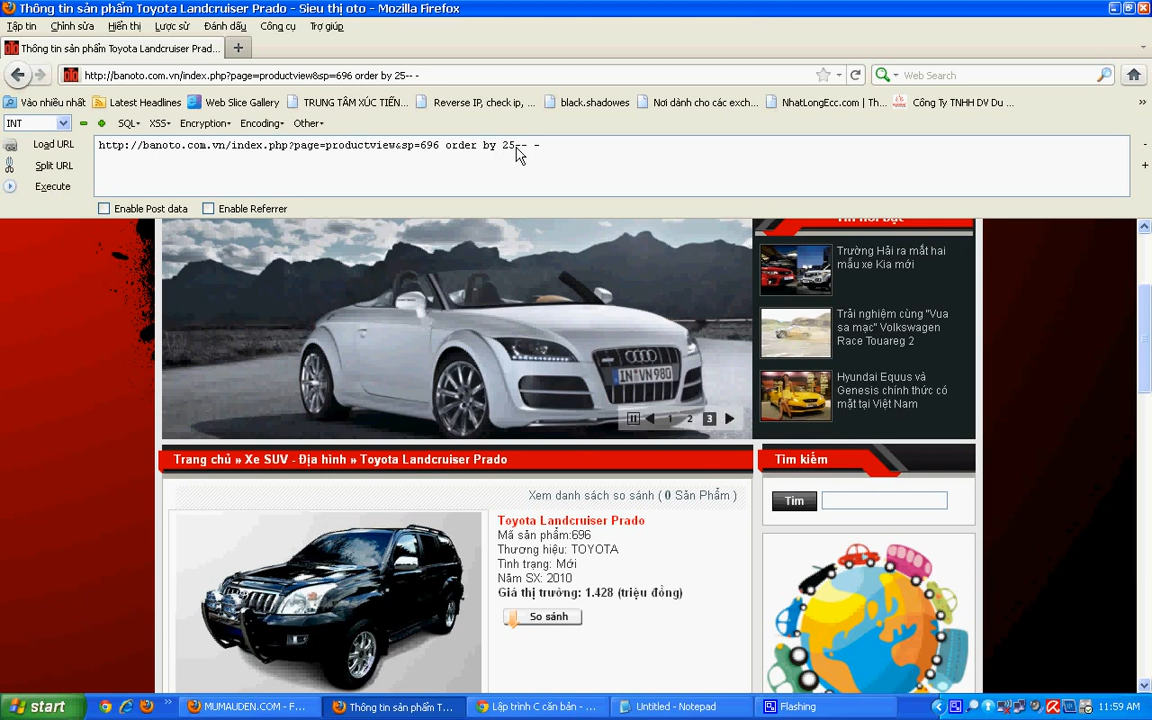 Thông tin sản phẩm Toyota Landcruiser Prado - Sieu thị oto - Mozilla Firefox
Tập tin Chỉnh sửa Hiển thị Lược sử Đánh dấu Công cụ Trợ giúp
Thông tin sản phẩm Toyota Landcruiser Prad...
http://banoto.com.vn/index.php?page=productview&sp=696 order by 25-- -
Web Search
Vào nhiều nhất Latest Headlines Web Slice Gallery TRUNG TÂM XÚC TIẾN... Reverse IP, check ip, ... black.shadowes Nơi dành cho các exch... NhatLongEcc.com | Th... Công Ty TNHH DV Du ...
INT SQL XSS Encryption Encoding Other
Load URL
http://banoto.com.vn/index.php?page=productview&sp=696 order by 25-- -
Split URL
Execute
Enable Post data Enable Referrer
Trường Hải ra mắt hai
mẫu xe Kia mới
Trải nghiệm cùng "Vua
sa mạc" Volkswagen
Race Touareg 2
Hyundai Equus và
Genesis chính thức có
mặt tại Việt Nam
IN·VN980
1 2 3
Trang chủ » Xe SUV - Địa hình » Toyota Landcruiser Prado
Tìm kiếm
Xem danh sách so sánh ( 0 Sản Phẩm )
Tìm
Toyota Landcruiser Prado
Mã sản phẩm:696
Thương hiệu: TOYOTA
Tình trạng: Mới
Năm SX: 2010
Giá thị trường: 1.428 (triệu đồng)
So sánh
start MUMAUDEN.COM - F... Thông tin sản phẩm T... Lập trình C căn bản - ... Untitled - Notepad Flashing 11:59 AM